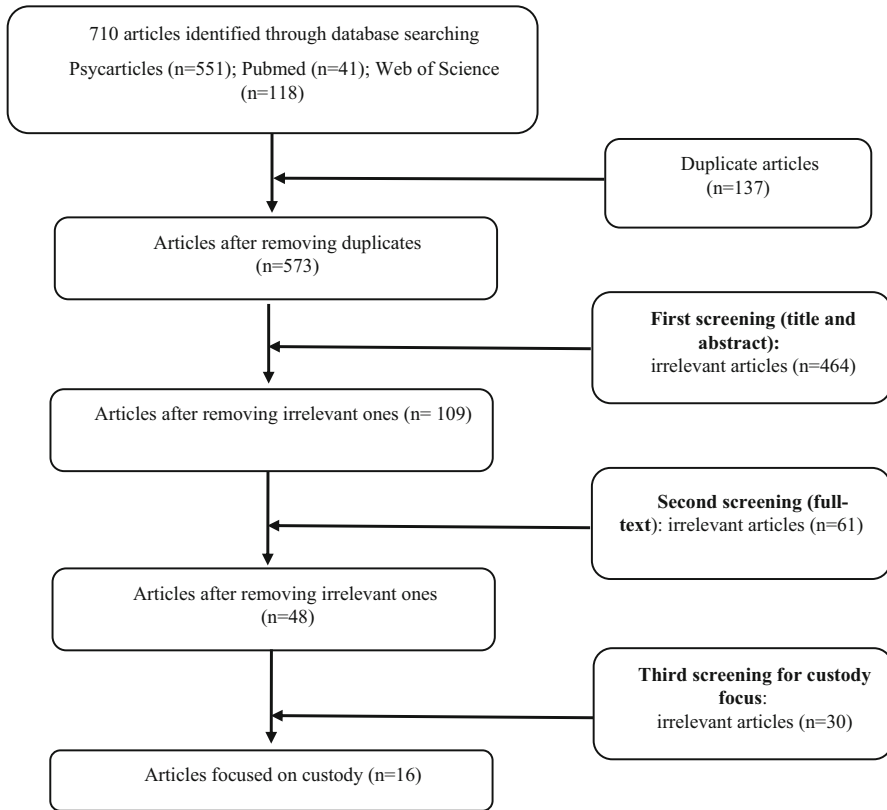 710 articles identified through database searching
Psycarticles (n=551); Pubmed (n=41); Web of Science
(n=118)
Duplicate articles
(n=137)
Articles after removing duplicates
(n=573)
First screening (title and
abstract):
irrelevant articles (n=464)
Articles after removing irrelevant ones (n= 109)
Second screening (full-
text): irrelevant articles (n=61)
Articles after removing irrelevant ones
(n=48)
Third screening for custody
focus:
irrelevant articles (n=30)
Articles focused on custody (n=16)